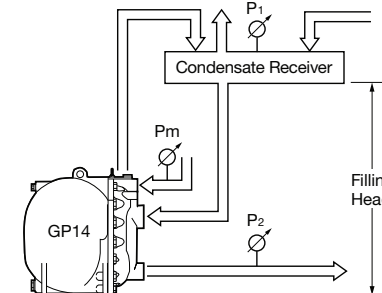 P1
Condensate Receiver
Pm
Fillin
Hea
GP14
P2